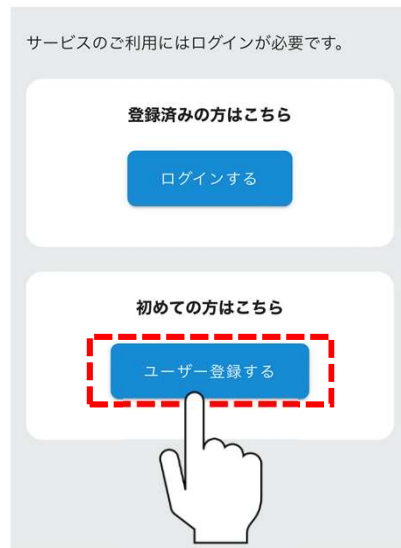 サービスのご利用にはログインが必要です。
登録済みの方はこちら
ログインする
初めての方はこちら
ユーザー登録する